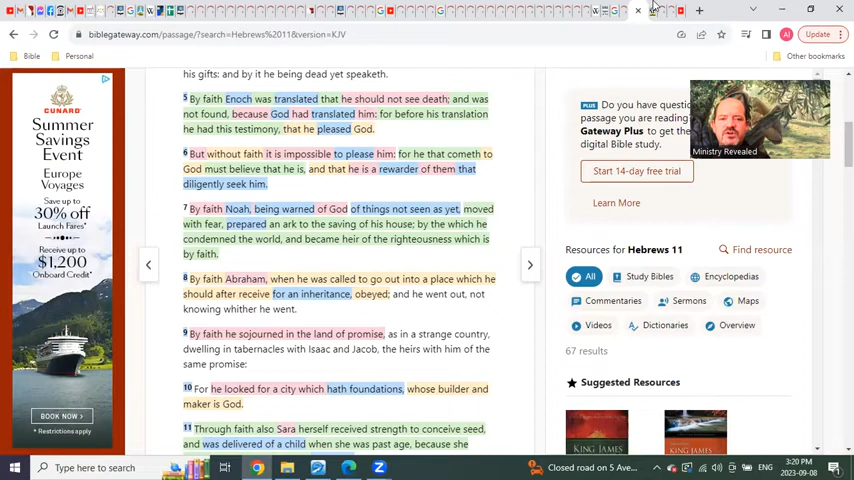 biblegateway.com/passage/?search=Hebrews%2011&version=KJV
AI
Update
Bible
Personal
Other bookmarks
CUNARD
Summer
Savings
Event
Europe
Voyages
Save up to
30% off
Launch Fares*
Receive up to
$1,200
Onboard Credit*
BOOK NOW
* Restrictions apply
his gifts: and by it he being dead yet speaketh.
5 By faith Enoch was translated that he should not see death; and was
not found, because God had translated him: for before his translation
he had this testimony, that he pleased God.
6 But without faith it is impossible to please him: for he that cometh to
God must believe that he is, and that he is a rewarder of them that
diligently seek him.
7 By faith Noah, being warned of God of things not seen as yet, moved
with fear, prepared an ark to the saving of his house; by the which he
condemned the world, and became heir of the righteousness which is
by faith.
8 By faith Abraham, when he was called to go out into a place which he
should after receive for an inheritance, obeyed; and he went out, not
knowing whither he went.
9 By faith he sojourned in the land of promise, as in a strange country,
dwelling in tabernacles with Isaac and Jacob, the heirs with him of the
same promise:
10 For he looked for a city which hath foundations, whose builder and
maker is God.
11 Through faith also Sara herself received strength to conceive seed,
and was delivered of a child when she was past age, because she
PLUS Do you have questi
passage you are reading
Gateway Plus to get the
digital Bible study.
Ministry Revealed
Start 14-day free trial
Learn More
Resources for Hebrews 11
Find resource
All
Study Bibles
Encyclopedias
Commentaries
Sermons
Maps
Videos
Dictionaries
Overview
67 results
Suggested Resources
KING JAMES
KING JAMES
Type here to search
Closed road on 5 Ave...
ENG
3:20 PM
2023-09-08